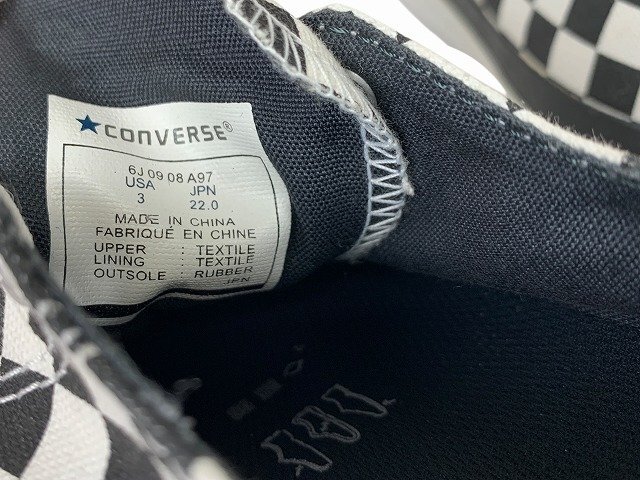 ★CONVERSE®
6J 09 08 A97
USA JPN
3 22.0
MADE IN CHINA
FABRIQUÉ EN CHINE
UPPER : TEXTILE
LINING : TEXTILE
OUTSOLE : RUBBER
JPN